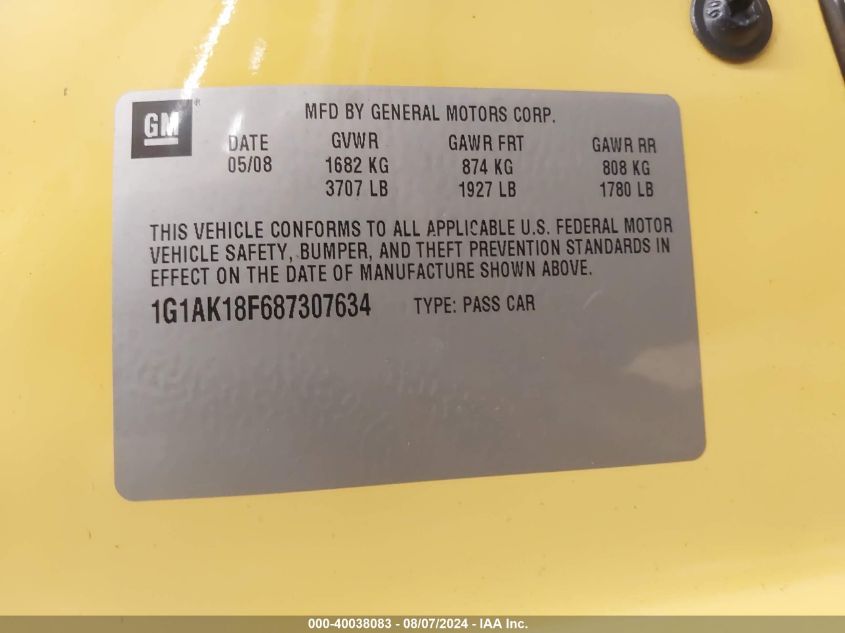 GM ®
MFD BY GENERAL MOTORS CORP.
DATE GVWR GAWR FRT GAWR RR
05/08 1682 KG 874 KG 808 KG
3707 LB 1927 LB 1780 LB
THIS VEHICLE CONFORMS TO ALL APPLICABLE U.S. FEDERAL MOTOR
VEHICLE SAFETY, BUMPER, AND THEFT PREVENTION STANDARDS IN
EFFECT ON THE DATE OF MANUFACTURE SHOWN ABOVE.
1G1AK18F687307634 TYPE: PASS CAR
000-40038083 - 08/07/2024 - IAA Inc.